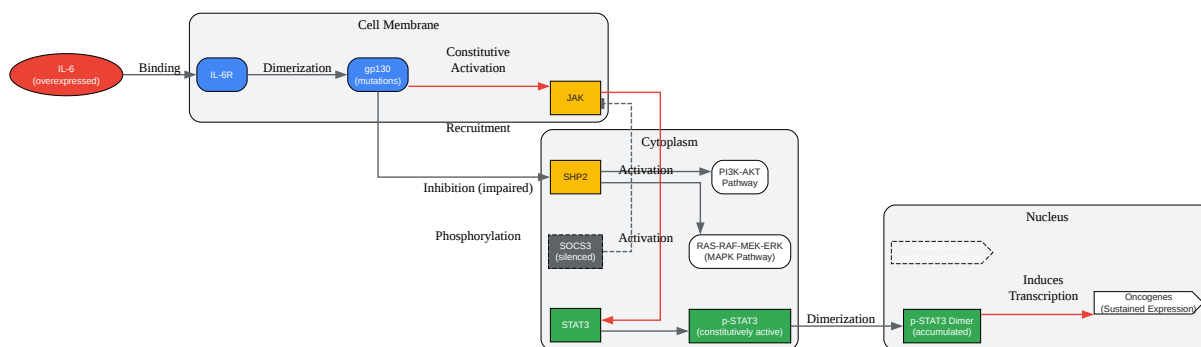 Cell Membrane
IL-6
(overexpressed)
Binding
IL-6R
Dimerization
gp130
(mutations)
Constitutive
Activation
JAK
Recruitment
Cytoplasm
Inhibition (impaired)
SHP2
Activation
PI3K-AKT
Pathway
Phosphorylation
SOCS3
(silenced)
Activation
RAS-RAF-MEK-ERK
(MAPK Pathway)
STAT3
p-STAT3
(constitutively active)
Dimerization
Nucleus
p-STAT3 Dimer
(accumulated)
Induces
Transcription
Oncogenes
(Sustained Expression)